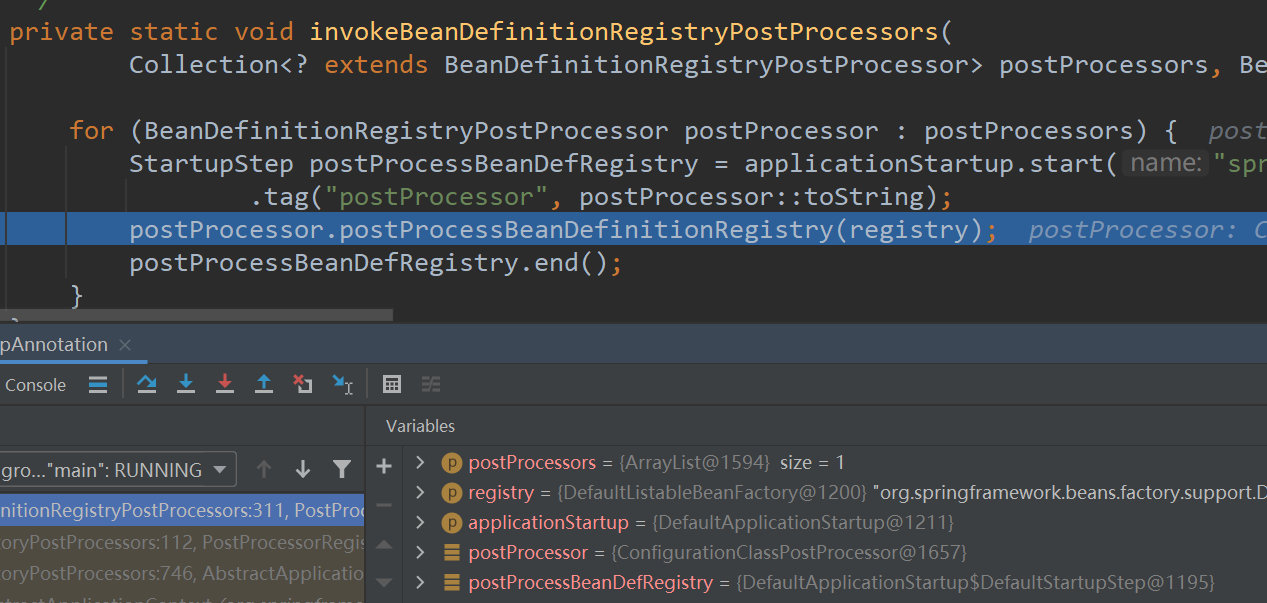 /
private static void invokeBeanDefinitionRegistryPostProcessors(
Collection<? extends BeanDefinitionRegistryPostProcessor> postProcessors, Be
for (BeanDefinitionRegistryPostProcessor postProcessor : postProcessors) { post
StartupStep postProcessBeanDefRegistry = applicationStartup.start( name: "spr
.tag("postProcessor", postProcessor::toString);
postProcessor.postProcessBeanDefinitionRegistry(registry); postProcessor: C
postProcessBeanDefRegistry.end();
}
pAnnotation ×
Console
Variables
gro..."main": RUNNING
postProcessors = {ArrayList@1594} size = 1
nitionRegistryPostProcessors:311, PostProc
registry = {DefaultListableBeanFactory@1200} "org.springframework.beans.factory.support.D
oryPostProcessors:112, PostProcessorRegis
applicationStartup = {DefaultApplicationStartup@1211}
postProcessor = {ConfigurationClassPostProcessor@1657}
oryPostProcessors:746, AbstractApplicatio
postProcessBeanDefRegistry = {DefaultApplicationStartup$DefaultStartupStep@1195}